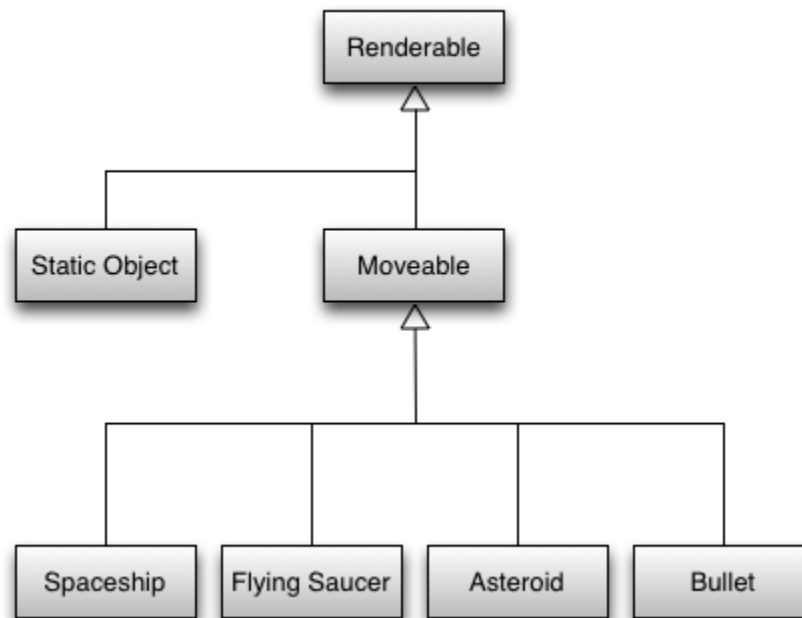 Renderable
Static Object
Moveable
Spaceship
Flying Saucer
Asteroid
Bullet